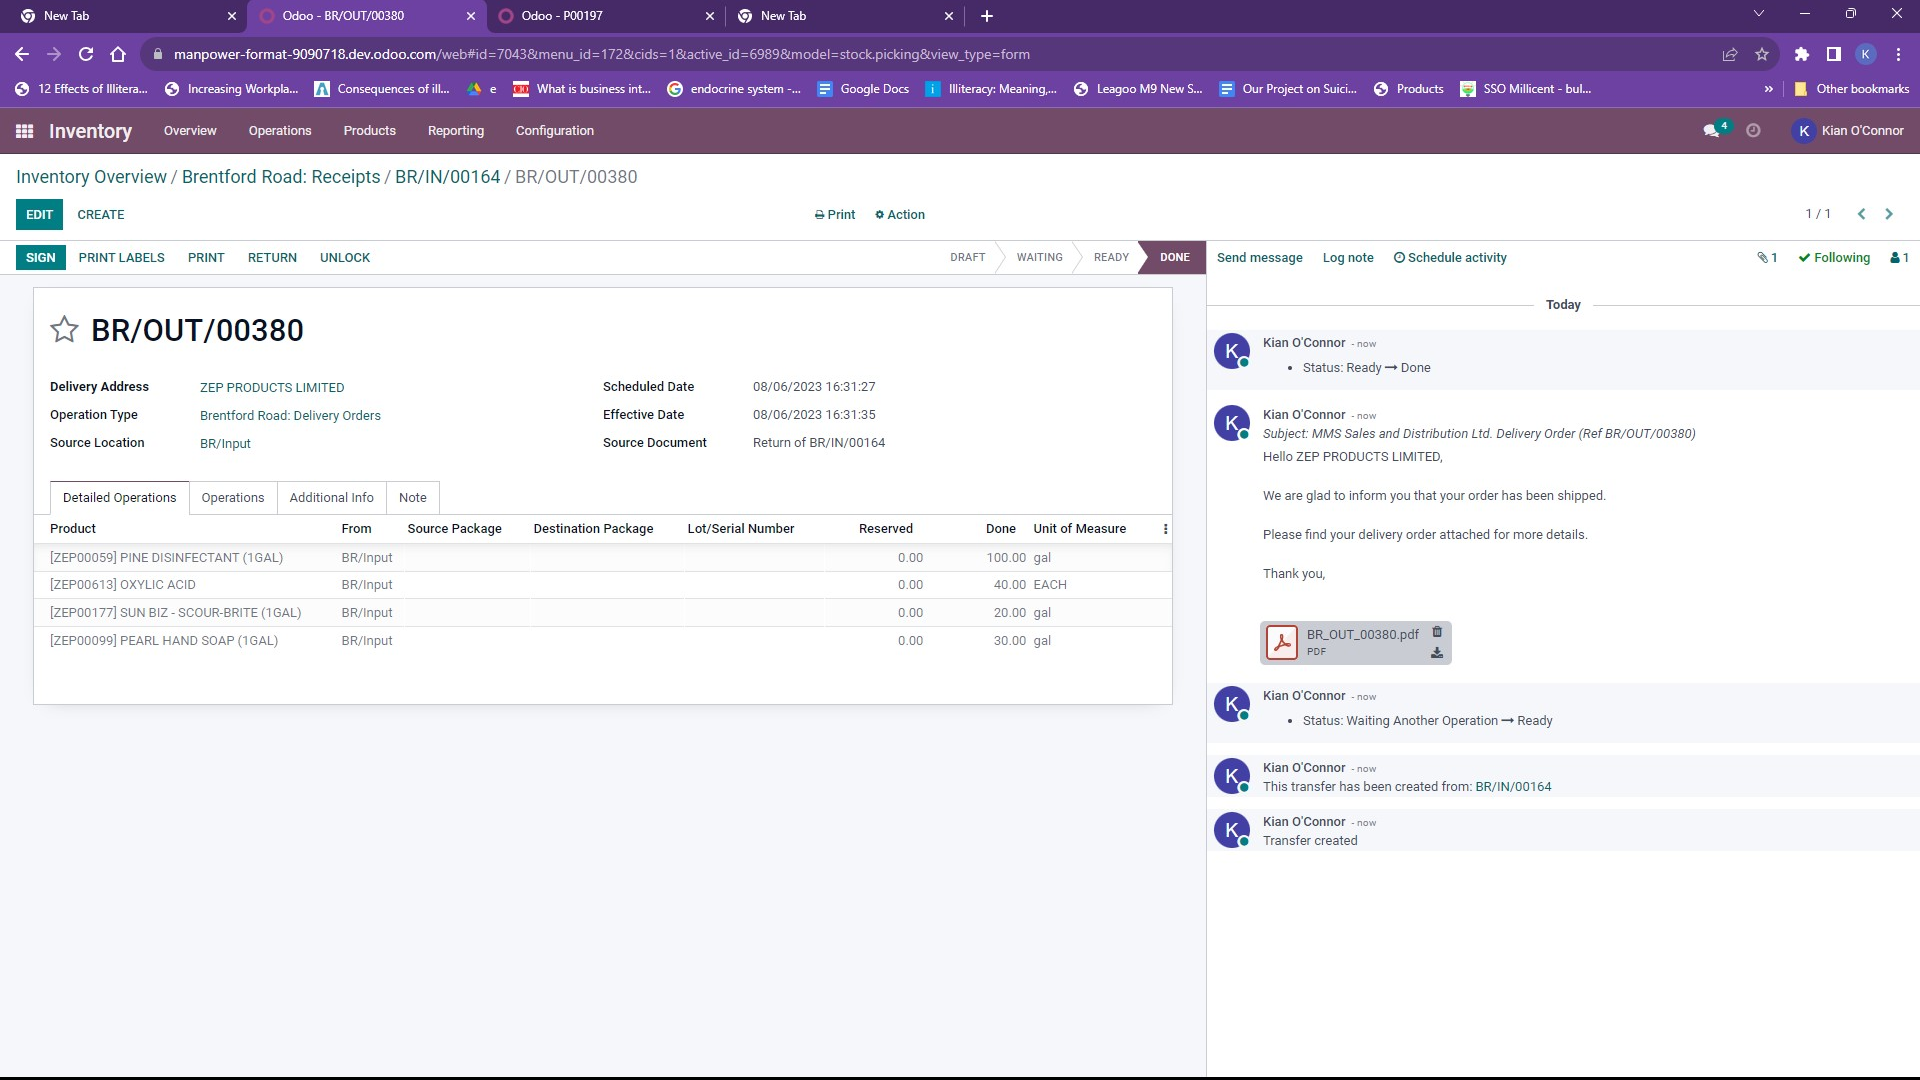 New Tab
Odoo - BR/OUT/00380
Odoo - P00197
New Tab
manpower-format-9090718.dev.odoo.com/web#id=7043&menu_id=172&cids=1&active_id=6989&model=stock.picking&view_type=form
K
12 Effects of Illitera...
Increasing Workpla...
Consequences of ill...
e
What is business int...
endocrine system -...
Google Docs
Illiteracy: Meaning,...
Leagoo M9 New S...
Our Project on Suici...
Products
SSO Millicent - bul...
»
Other bookmarks
Inventory
Overview
Operations
Products
Reporting
Configuration
4
K
Kian O'Connor
Inventory Overview / Brentford Road: Receipts / BR/IN/00164 / BR/OUT/00380
EDIT
CREATE
Print
Action
1 / 1
SIGN
PRINT LABELS
PRINT
RETURN
UNLOCK
DRAFT
WAITING
READY
DONE
Send message
Log note
Schedule activity
1
Following
1
BR/OUT/00380
Delivery Address
ZEP PRODUCTS LIMITED
Operation Type
Brentford Road: Delivery Orders
Source Location
BR/Input
Scheduled Date
08/06/2023 16:31:27
Effective Date
08/06/2023 16:31:35
Source Document
Return of BR/IN/00164
Detailed Operations
Operations
Additional Info
Note
Product From Source Package Destination Package Lot/Serial Number Reserved Done Unit of Measure
[ZEP00059] PINE DISINFECTANT (1GAL) BR/Input 0.00 100.00 gal
[ZEP00613] OXYLIC ACID BR/Input 0.00 40.00 EACH
[ZEP00177] SUN BIZ - SCOUR-BRITE (1GAL) BR/Input 0.00 20.00 gal
[ZEP00099] PEARL HAND SOAP (1GAL) BR/Input 0.00 30.00 gal
Today
K
Kian O'Connor - now
Status: Ready → Done
K
Kian O'Connor - now
Subject: MMS Sales and Distribution Ltd. Delivery Order (Ref BR/OUT/00380)
Hello ZEP PRODUCTS LIMITED,
We are glad to inform you that your order has been shipped.
Please find your delivery order attached for more details.
Thank you,
BR_OUT_00380.pdf
PDF
K
Kian O'Connor - now
Status: Waiting Another Operation → Ready
K
Kian O'Connor - now
This transfer has been created from: BR/IN/00164
K
Kian O'Connor - now
Transfer created